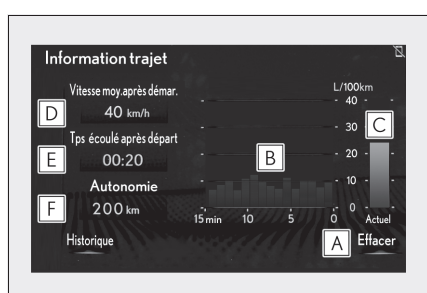 Information trajet
Vitesse moy.après démar.
D 40 km/h
Tps écoulé après départ
E 00:20
Autonomie
F 200 km
Historique
L/100km
40
30
20
10
0
C
B
15 min 10 5 0 Actuel
A Effacer